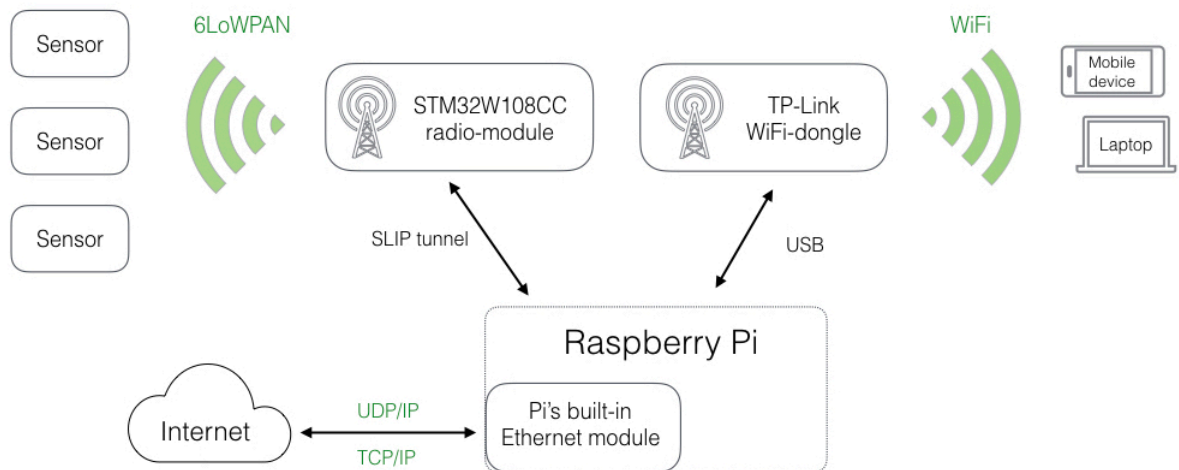 6LoWPAN
WiFi
Sensor
Sensor
Sensor
STM32W108CC
radio-module
TP-Link
WiFi-dongle
Mobile
device
Laptop
SLIP tunnel
USB
Raspberry Pi
Pi's built-in
Ethernet module
Internet
UDP/IP
TCP/IP